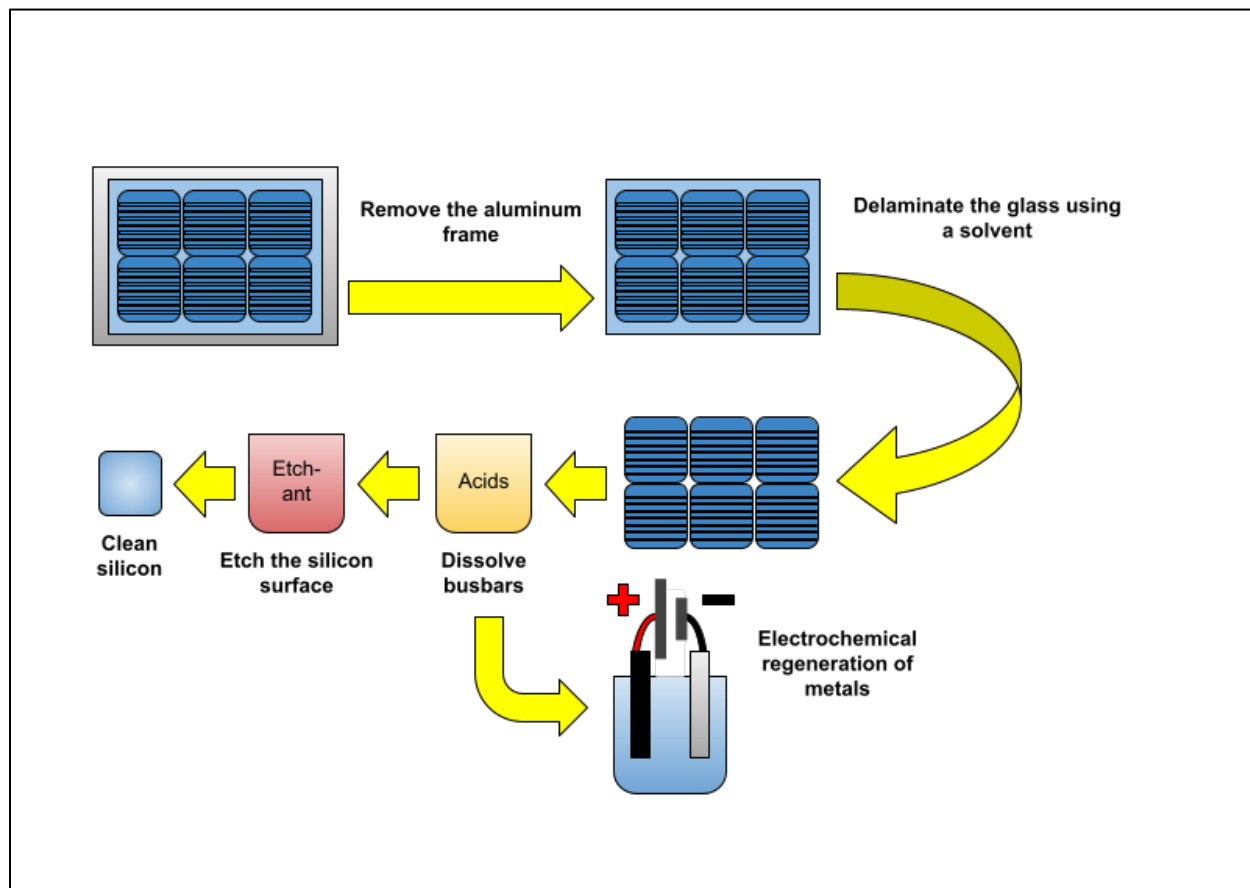 Remove the aluminum
frame
Delaminate the glass using
a solvent
Etch-
ant
Acids
Clean
silicon
Etch the silicon
surface
Dissolve
busbars
Electrochemical
regeneration of
metals